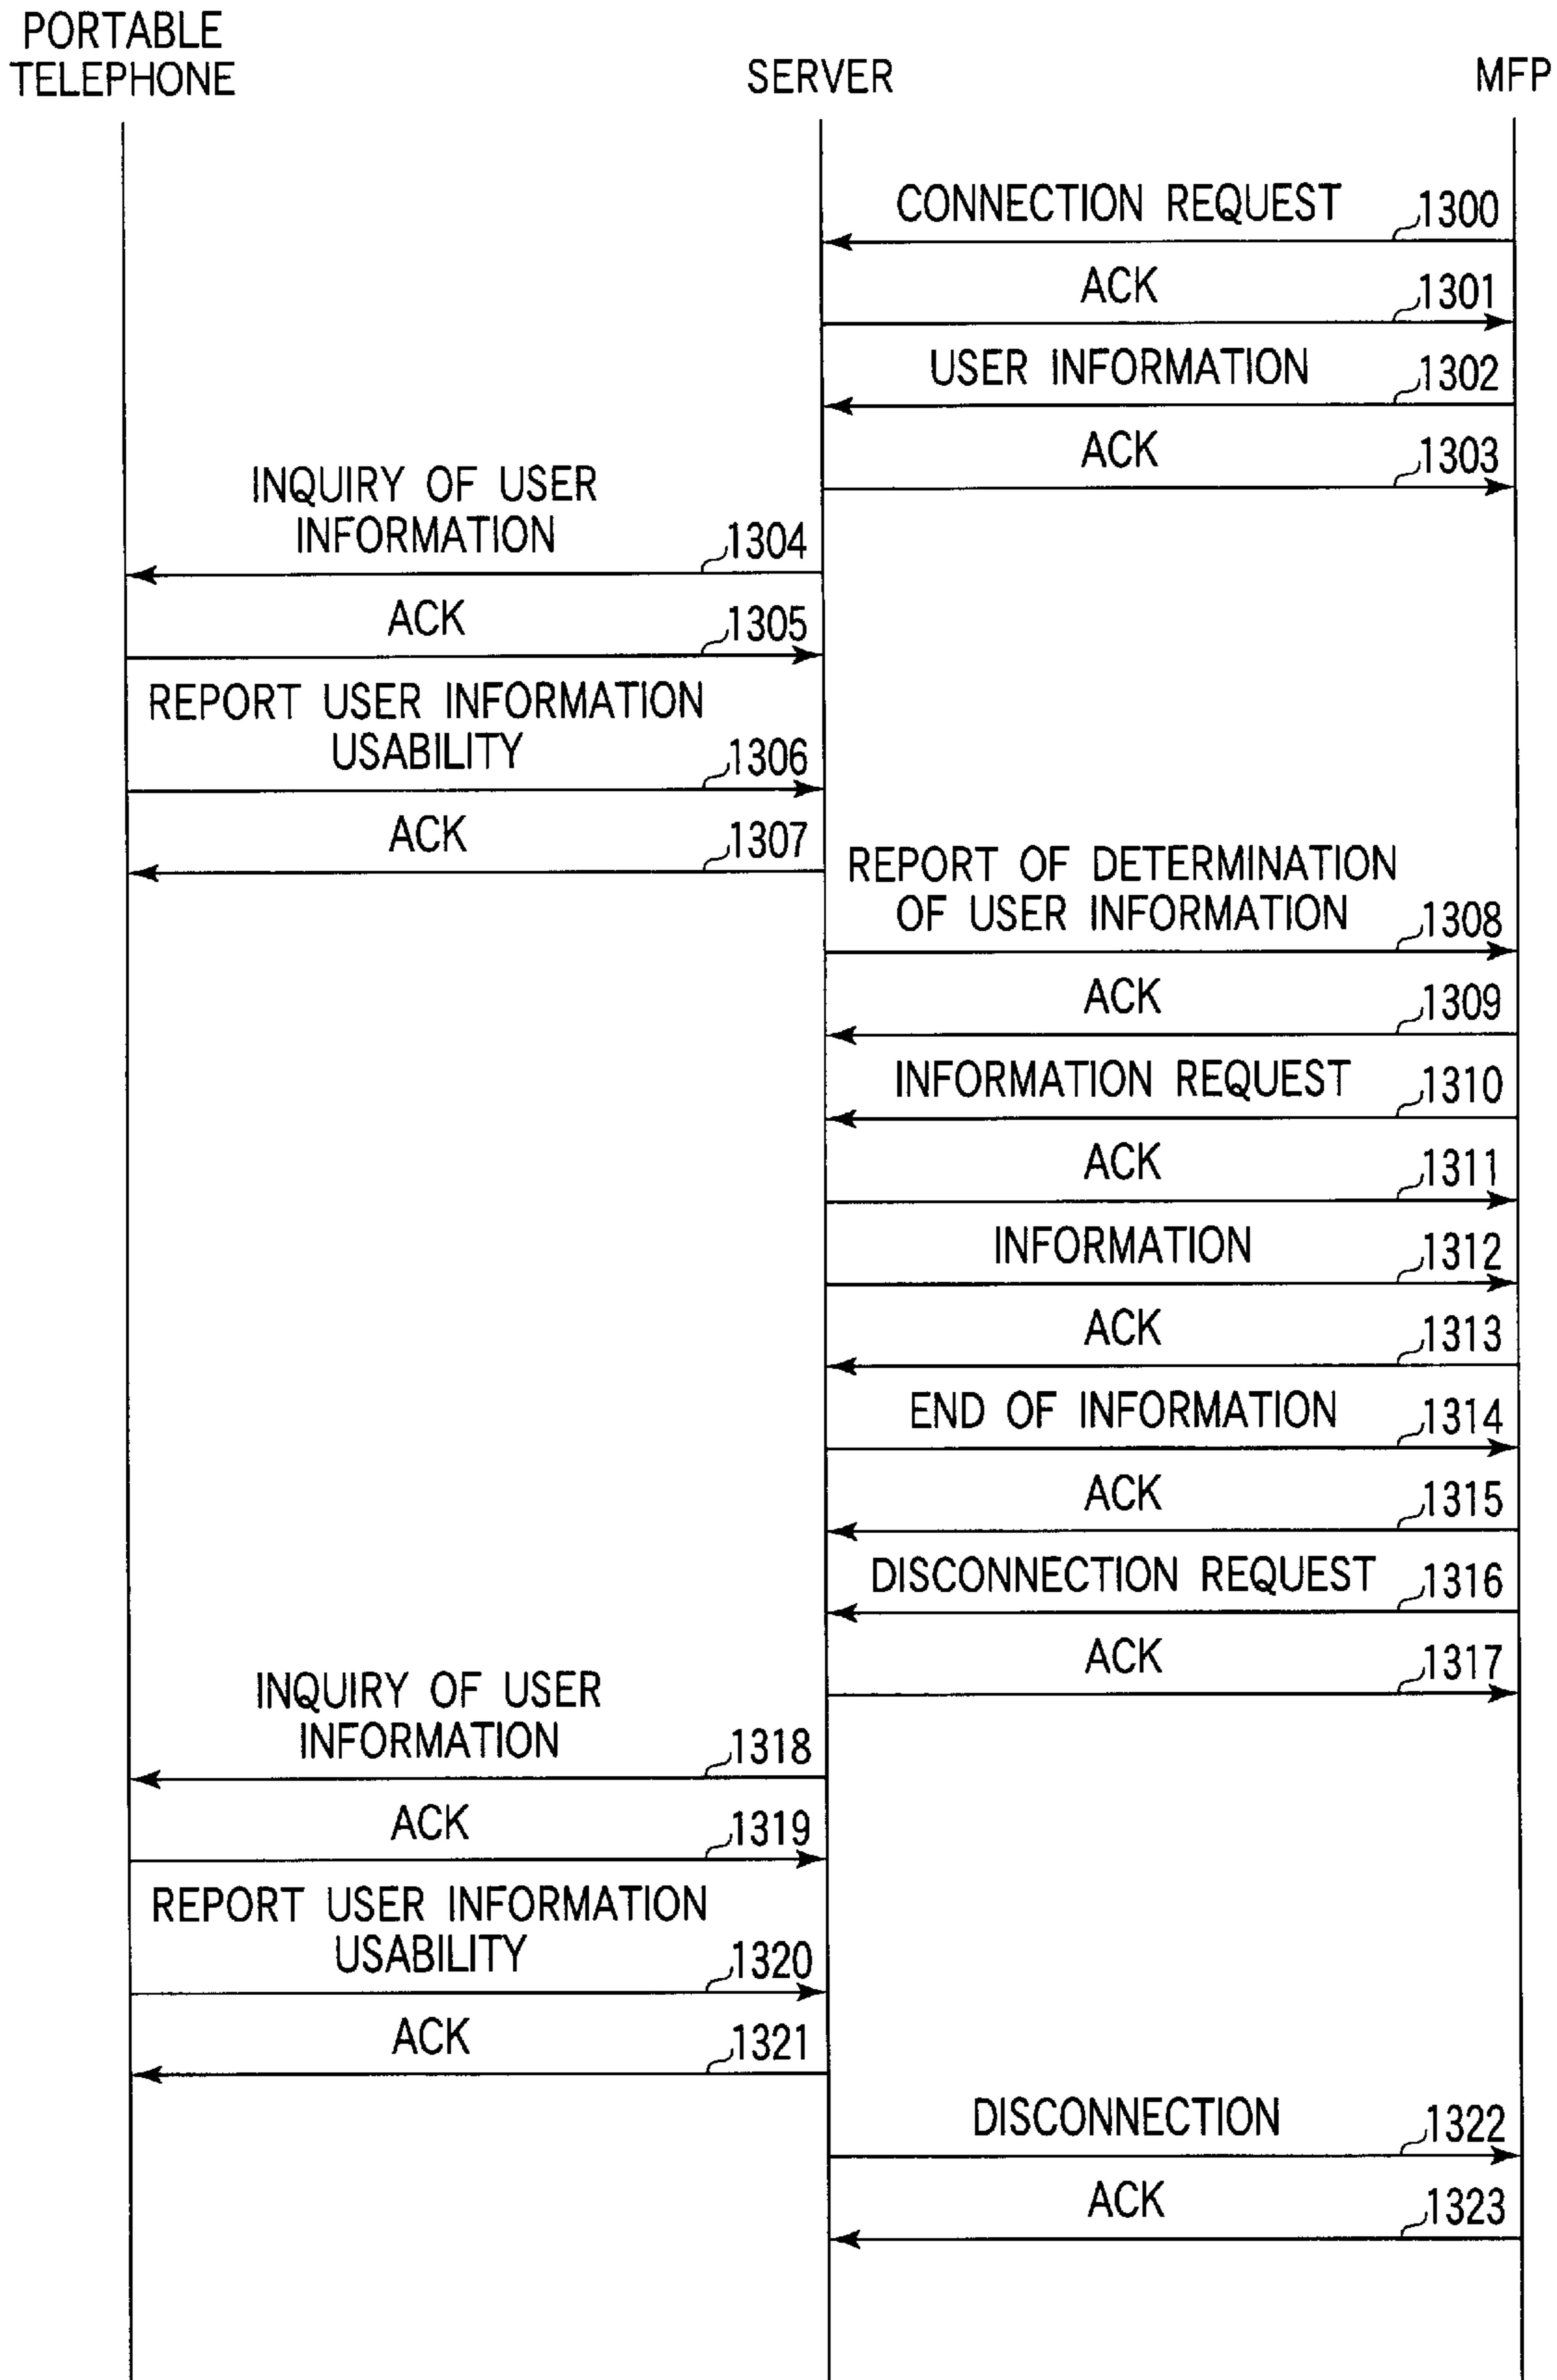 PORTABLE
TELEPHONE
SERVER
MFP
CONNECTION REQUEST
1300
ACK
1301
USER INFORMATION
1302
ACK
1303
INQUIRY OF USER
INFORMATION
1304
ACK
1305
REPORT USER INFORMATION
USABILITY
1306
ACK
1307
REPORT OF DETERMINATION
OF USER INFORMATION
1308
ACK
1309
INFORMATION REQUEST
1310
ACK
1311
INFORMATION
1312
ACK
1313
END OF INFORMATION
1314
ACK
1315
DISCONNECTION REQUEST
1316
ACK
1317
INQUIRY OF USER
INFORMATION
1318
ACK
1319
REPORT USER INFORMATION
USABILITY
1320
ACK
1321
DISCONNECTION
1322
ACK
1323